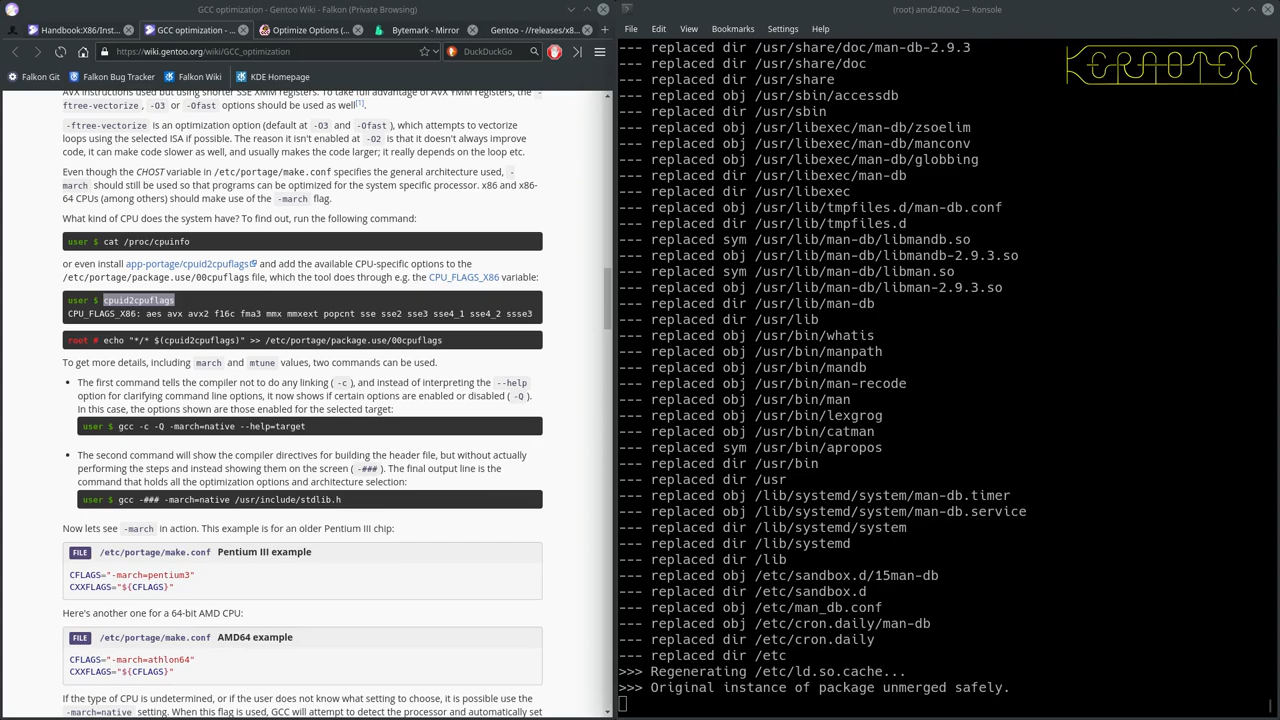 GCC optimization - Gentoo Wiki - Falkon (Private Browsing)
Handbook:X86/Inst...
GCC optimization -
Optimize Options (
Bytemark - Mirror
Gentoo - //releases/x8
https://wiki.gentoo.org/wiki/GCC_optimization
DuckDuckGo
Falkon Git
Falkon Bug Tracker
Falkon Wiki
KDE Homepage
AVX instructions used but using shorter SSE XMM registers. To take full advantage of AVX YMM registers, the -
ftree-vectorize, -O3 or -Ofast options should be used as well[1].
-ftree-vectorize is an optimization option (default at -O3 and -Ofast), which attempts to vectorize
loops using the selected ISA if possible. The reason it isn't enabled at -O2 is that it doesn't always improve
code, it can make code slower as well, and usually makes the code larger; it really depends on the loop etc.
Even though the CHOST variable in /etc/portage/make.conf specifies the general architecture used, -
march should still be used so that programs can be optimized for the system specific processor. x86 and x86-
64 CPUs (among others) should make use of the -march flag.
What kind of CPU does the system have? To find out, run the following command:
user $ cat /proc/cpuinfo
or even install app-portage/cpuid2cpuflags and add the available CPU-specific options to the
/etc/portage/package.use/00cpuflags file, which the tool does through e.g. the CPU_FLAGS_X86 variable:
user $ cpuid2cpuflags
CPU_FLAGS_X86: aes avx avx2 f16c fma3 mmx mmxext popcnt sse sse2 sse3 sse4_1 sse4_2 ssse3
root # echo "*/* $(cpuid2cpuflags)" >> /etc/portage/package.use/00cpuflags
To get more details, including march and mtune values, two commands can be used.
• The first command tells the compiler not to do any linking (-c), and instead of interpreting the --help
option for clarifying command line options, it now shows if certain options are enabled or disabled (-Q).
In this case, the options shown are those enabled for the selected target:
user $ gcc -c -Q -march=native --help=target
• The second command will show the compiler directives for building the header file, but without actually
performing the steps and instead showing them on the screen (-###). The final output line is the
command that holds all the optimization options and architecture selection:
user $ gcc -### -march=native /usr/include/stdlib.h
Now lets see -march in action. This example is for an older Pentium III chip:
FILE /etc/portage/make.conf Pentium III example
CFLAGS="-march=pentium3"
CXXFLAGS="${CFLAGS}"
Here's another one for a 64-bit AMD CPU:
FILE /etc/portage/make.conf AMD64 example
CFLAGS="-march=athlon64"
CXXFLAGS="${CFLAGS}"
If the type of CPU is undetermined, or if the user does not know what setting to choose, it is possible use the
-march=native setting. When this flag is used, GCC will attempt to detect the processor and automatically set
(root) amd2400x2 — Konsole
File Edit View Bookmarks Settings Help
KERAOTEX
--- replaced dir /usr/share/doc/man-db-2.9.3
--- replaced dir /usr/share/doc
--- replaced dir /usr/share
--- replaced obj /usr/sbin/accessdb
--- replaced dir /usr/sbin
--- replaced obj /usr/libexec/man-db/zsoelim
--- replaced obj /usr/libexec/man-db/manconv
--- replaced obj /usr/libexec/man-db/globbing
--- replaced dir /usr/libexec/man-db
--- replaced dir /usr/libexec
--- replaced obj /usr/lib/tmpfiles.d/man-db.conf
--- replaced dir /usr/lib/tmpfiles.d
--- replaced sym /usr/lib/man-db/libmandb.so
--- replaced obj /usr/lib/man-db/libmandb-2.9.3.so
--- replaced sym /usr/lib/man-db/libman.so
--- replaced obj /usr/lib/man-db/libman-2.9.3.so
--- replaced dir /usr/lib/man-db
--- replaced dir /usr/lib
--- replaced obj /usr/bin/whatis
--- replaced obj /usr/bin/manpath
--- replaced obj /usr/bin/mandb
--- replaced obj /usr/bin/man-recode
--- replaced obj /usr/bin/man
--- replaced obj /usr/bin/lexgrog
--- replaced obj /usr/bin/catman
--- replaced sym /usr/bin/apropos
--- replaced dir /usr/bin
--- replaced dir /usr
--- replaced obj /lib/systemd/system/man-db.timer
--- replaced obj /lib/systemd/system/man-db.service
--- replaced dir /lib/systemd/system
--- replaced dir /lib/systemd
--- replaced dir /lib
--- replaced obj /etc/sandbox.d/15man-db
--- replaced dir /etc/sandbox.d
--- replaced obj /etc/man_db.conf
--- replaced obj /etc/cron.daily/man-db
--- replaced dir /etc/cron.daily
--- replaced dir /etc
>>> Regenerating /etc/ld.so.cache...
>>> Original instance of package unmerged safely.